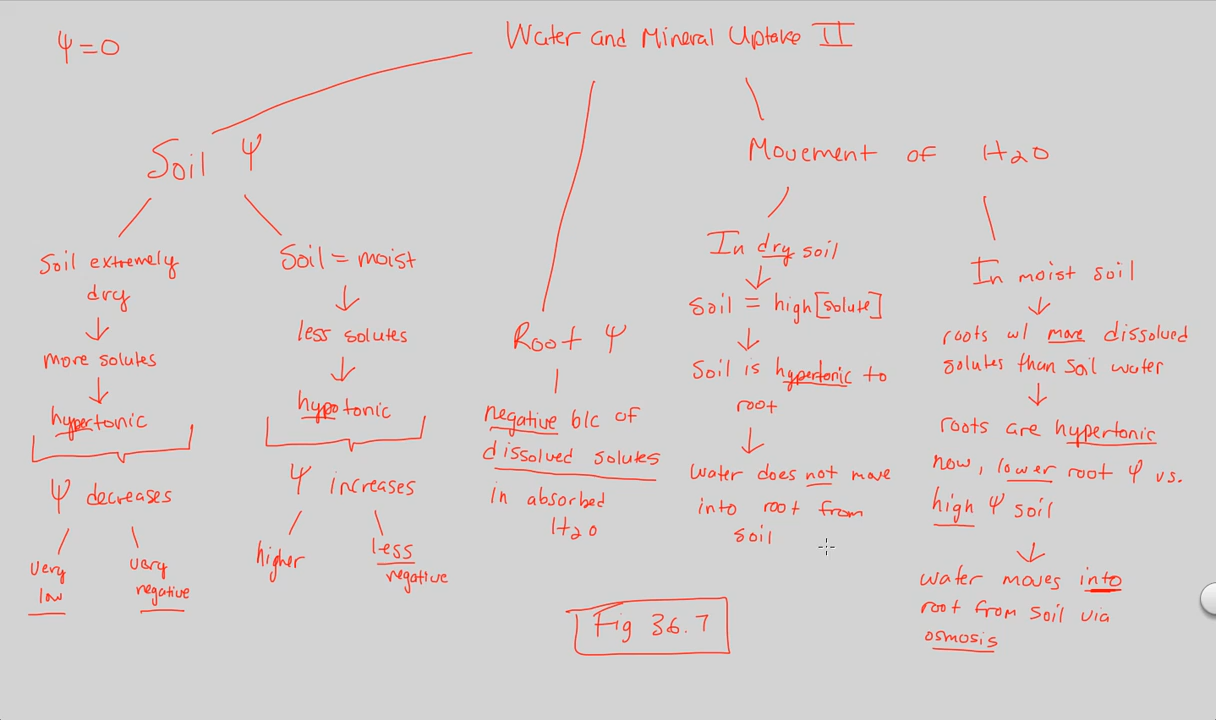 Ψ=0
Water and Mineral Uptake II
Soil Ψ
Soil extremely
dry
more solutes
hypertonic
Ψ decreases
very
low
very
negative
Soil = moist
less solutes
hypotonic
Ψ increases
higher
less
negative
Root Ψ
negative b/c of
dissolved solutes
in absorbed
H2O
Movement of H2O
In dry soil
Soil = high [solute]
Soil is hypertonic to
root
Water does not move
into root from
soil
In moist soil
roots w/ more dissolved
solutes than soil water
roots are hypertonic
now, lower root Ψ vs.
high Ψ soil
water moves into
root from soil via
osmosis
Fig 36.7